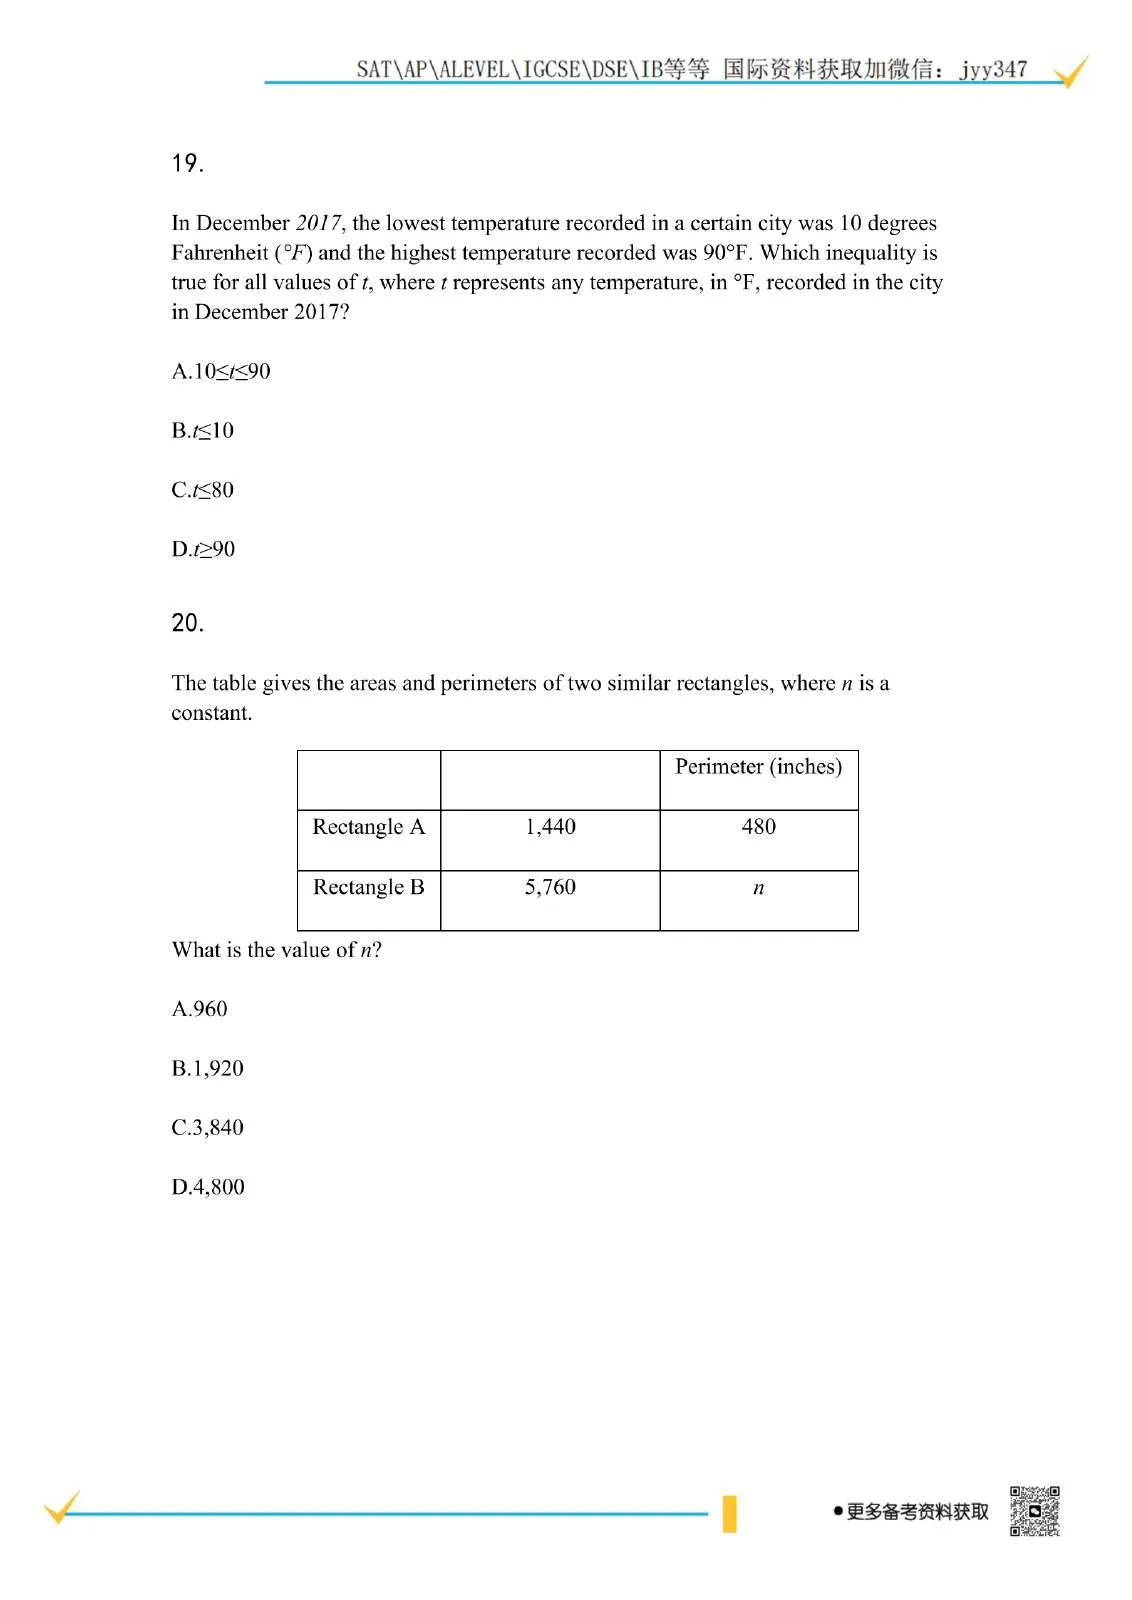 SAT\AP\ALEVEL\IGCSE\DSE\IB等等 国际资料获取加微信：jyy347
19.
In December 2017, the lowest temperature recorded in a certain city was 10 degrees
Fahrenheit (°F) and the highest temperature recorded was 90°F. Which inequality is
true for all values of t, where t represents any temperature, in °F, recorded in the city
in December 2017?
A.10≤t≤90
B.t≤10
C.t≤80
D.t≥90
20.
The table gives the areas and perimeters of two similar rectangles, where n is a
constant.
Perimeter (inches)
Rectangle A 1,440 480
Rectangle B 5,760 n
What is the value of n?
A.960
B.1,920
C.3,840
D.4,800
●更多备考资料获取